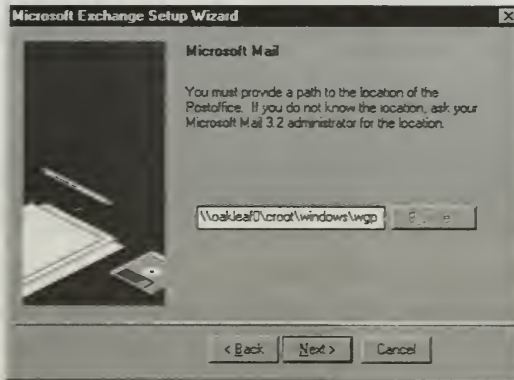 Microsoft Exchange Setup Wizard
Microsoft Mail
You must provide a path to the location of the
Postoffice. If you do not know the location, ask your
Microsoft Mail 3.2 administrator for the location.
\\oakleaf0\croot\windows\wgp
< Back
Next >
Cancel